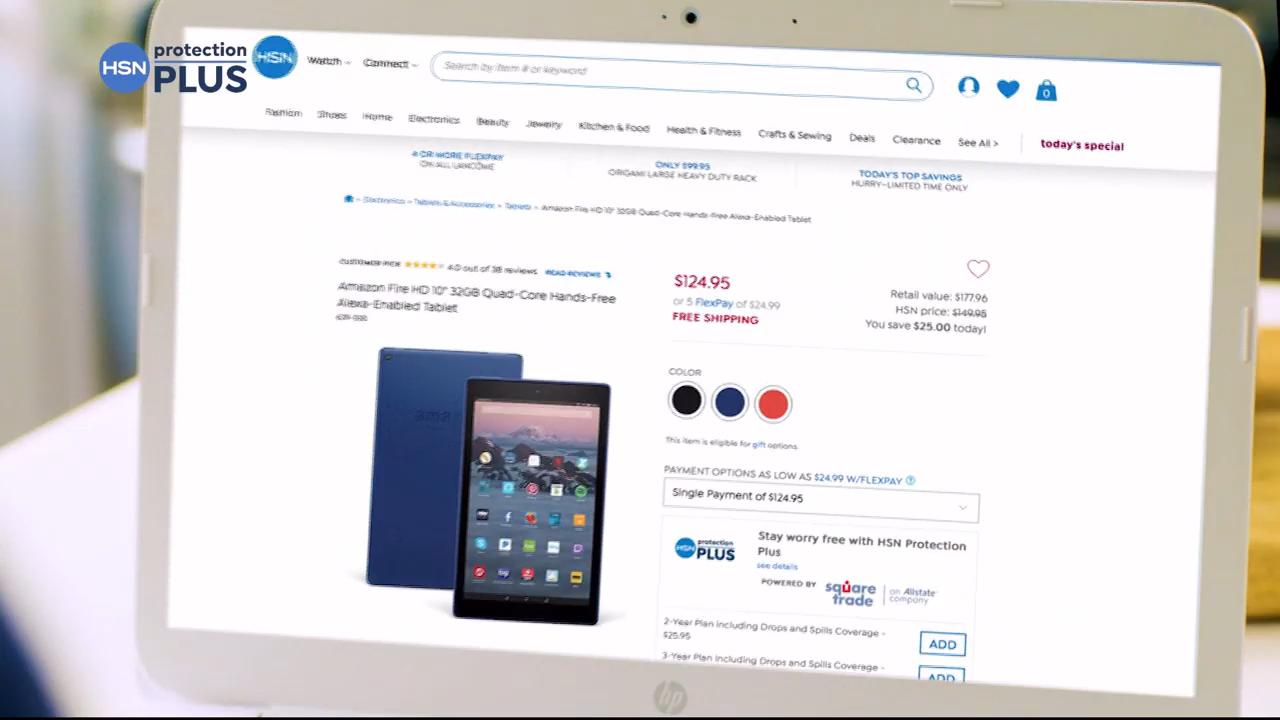 HSN protection PLUS
HSN Watch Connect Search by item # or keyword 0
Fashion Shoes Home Electronics Beauty Jewelry Kitchen & Food Health & Fitness Crafts & Sewing Deals Clearance See All > today's special
4 OR MORE FLEXPAY
ON ALL LANCOME
ONLY $99.95
ORIGAMI LARGE HEAVY DUTY RACK
TODAY'S TOP SAVINGS
HURRY-LIMITED TIME ONLY
Electronics Tablets & Accessories Tablets Amazon Fire HD 10" 32GB Quad-Core Hands-Free Alexa-Enabled Tablet
CUSTOMER PICK 4.0 out of 38 reviews READ REVIEWS
Amazon Fire HD 10" 32GB Quad-Core Hands-Free
Alexa-Enabled Tablet
$124.95
or 5 FlexPay of $24.99
FREE SHIPPING
Retail value: $177.96
HSN price: $149.95
You save $25.00 today!
COLOR
This item is eligible for gift options.
PAYMENT OPTIONS AS LOW AS $24.99 W/FLEXPAY ?
Single Payment of $124.95
HSN protection PLUS
Stay worry free with HSN Protection
Plus
see details
POWERED BY square trade an Allstate company
2-Year Plan including Drops and Spills Coverage -
$25.95
ADD
3-Year Plan including Drops and Spills Coverage -
ADD
hp